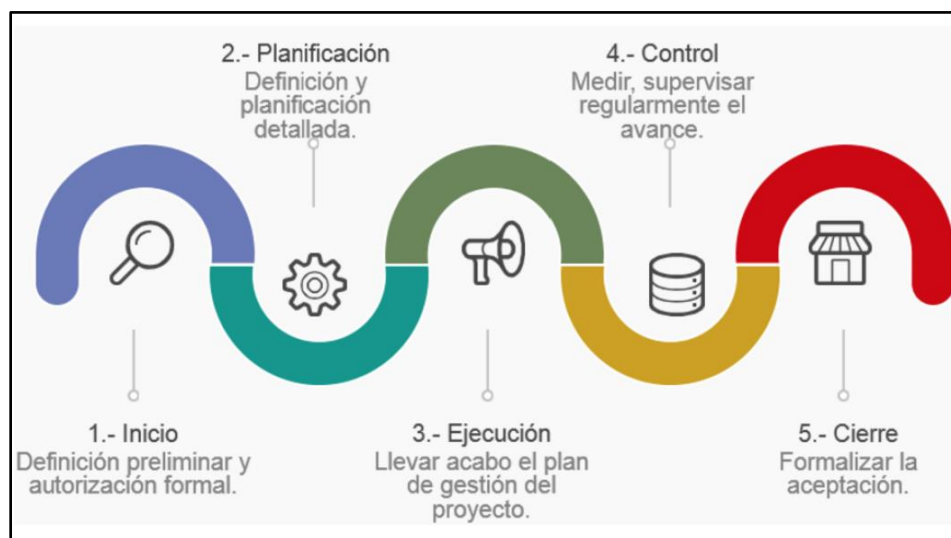 2.- Planificación
Definición y
planificación
detallada.
4.- Control
Medir, supervisar
regularmente el
avance.
1.- Inicio
Definición preliminar y
autorización formal.
3.- Ejecución
Llevar acabo el plan
de gestión del
proyecto.
5.- Cierre
Formalizar la
aceptación.